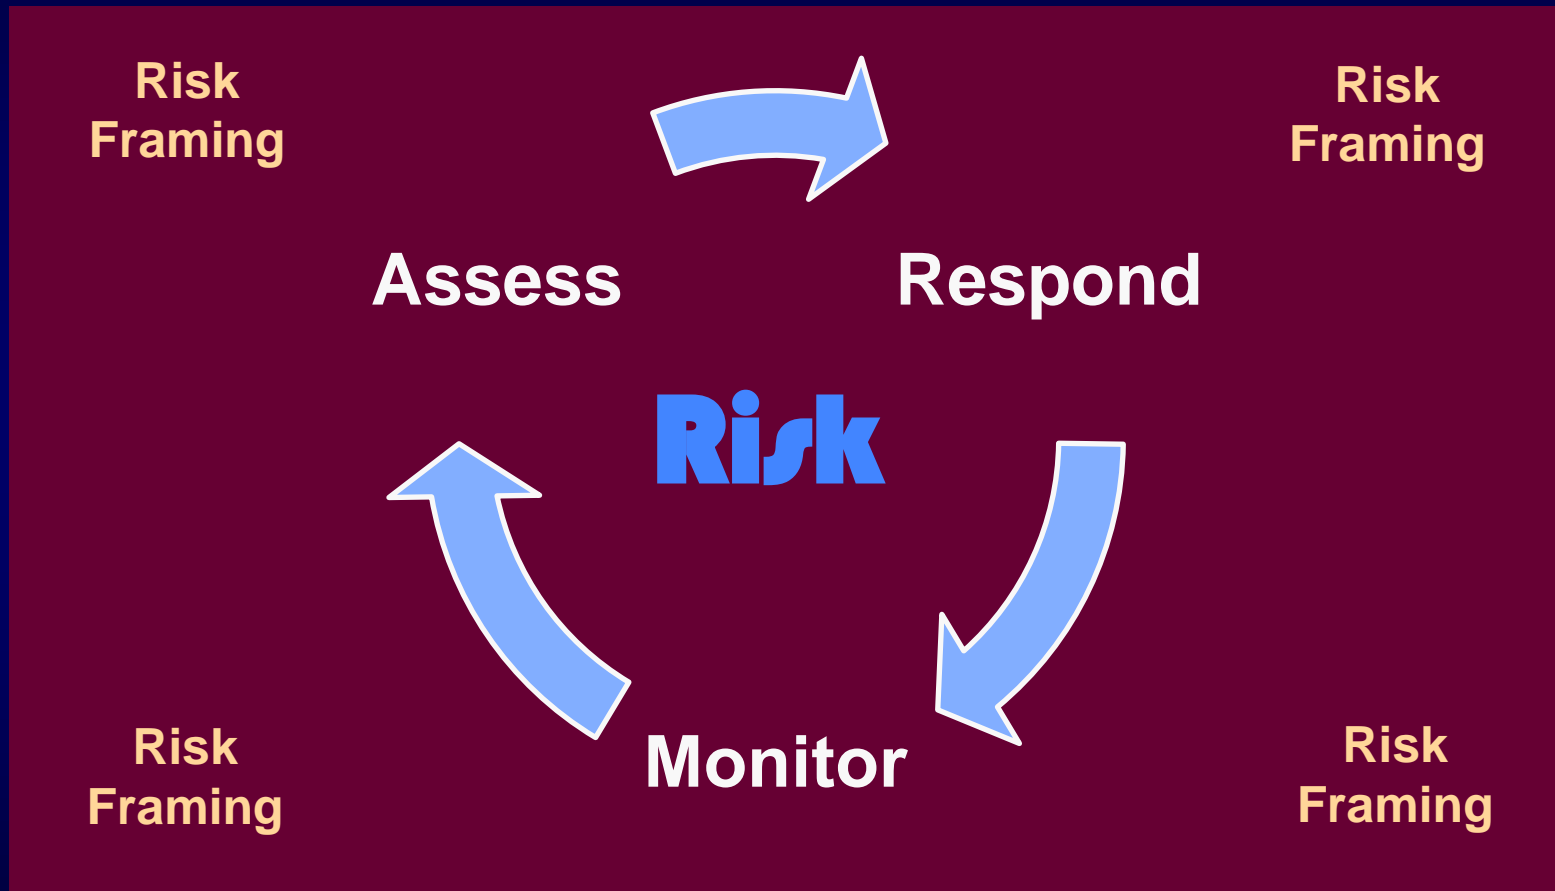 Risk
Framing
Risk
Framing
Assess
Respond
Risk
Monitor
Risk
Framing
Risk
Framing